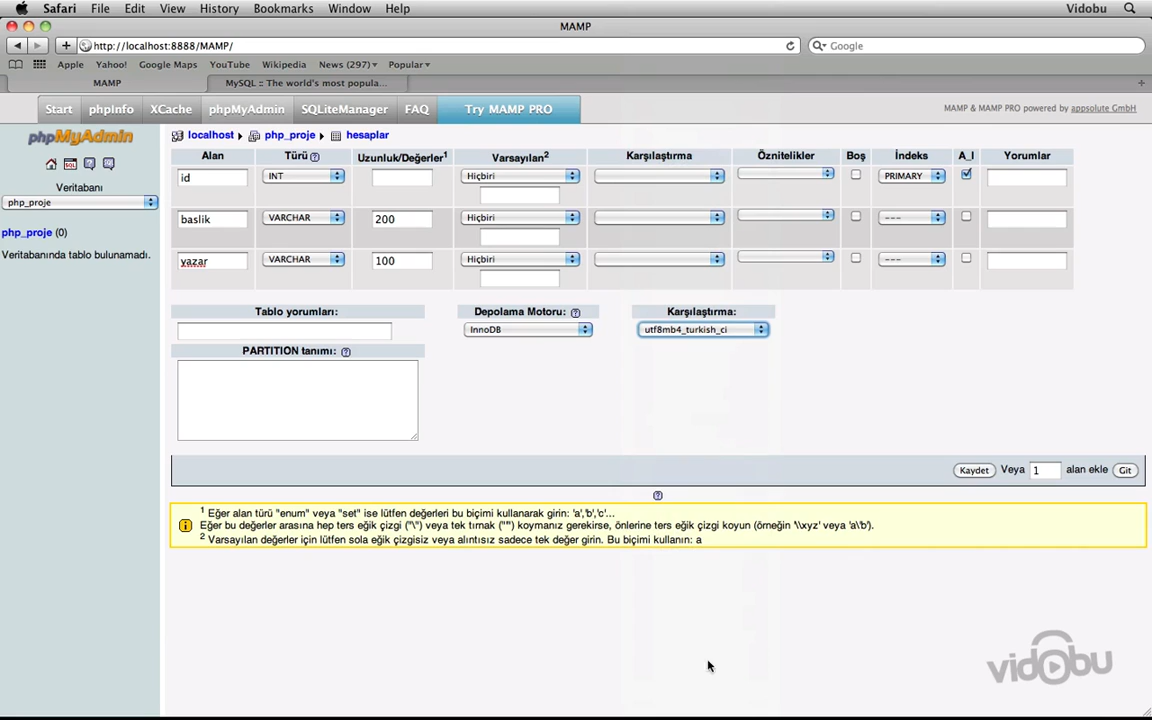 Safari File Edit View History Bookmarks Window Help Vidobu
MAMP
http://localhost:8888/MAMP/ Google
Apple Yahoo! Google Maps YouTube Wikipedia News (297) Popular
MAMP MySQL :: The world's most popula...
Start phpInfo XCache phpMyAdmin SQLiteManager FAQ Try MAMP PRO MAMP & MAMP PRO powered by appsolute GmbH
phpMyAdmin
Veritabanı
php_proje
php_proje (0)
Veritabanında tablo bulunamadı.
localhost php_proje hesaplar
Alan Türü Uzunluk/Değerler1 Varsayılan2 Karşılaştırma Öznitelikler Boş İndeks A_I Yorumlar
id INT Hiçbiri PRIMARY
baslik VARCHAR 200 Hiçbiri ---
yazar VARCHAR 100 Hiçbiri ---
Tablo yorumları: Depolama Motoru: Karşılaştırma:
InnoDB utf8mb4_turkish_ci
PARTITION tanımı:
Kaydet Veya 1 alan ekle Git
1 Eğer alan türü "enum" veya "set" ise lütfen değerleri bu biçimi kullanarak girin: 'a','b','c'...
Eğer bu değerler arasına hep ters eğik çizgi ("\") veya tek tırnak ("'") koymanız gerekirse, önlerine ters eğik çizgi koyun (örneğin '\\xyz' veya 'a\'b').
2 Varsayılan değerler için lütfen sola eğik çizgisiz veya alıntısız sadece tek değer girin. Bu biçimi kullanın: a
vidobu